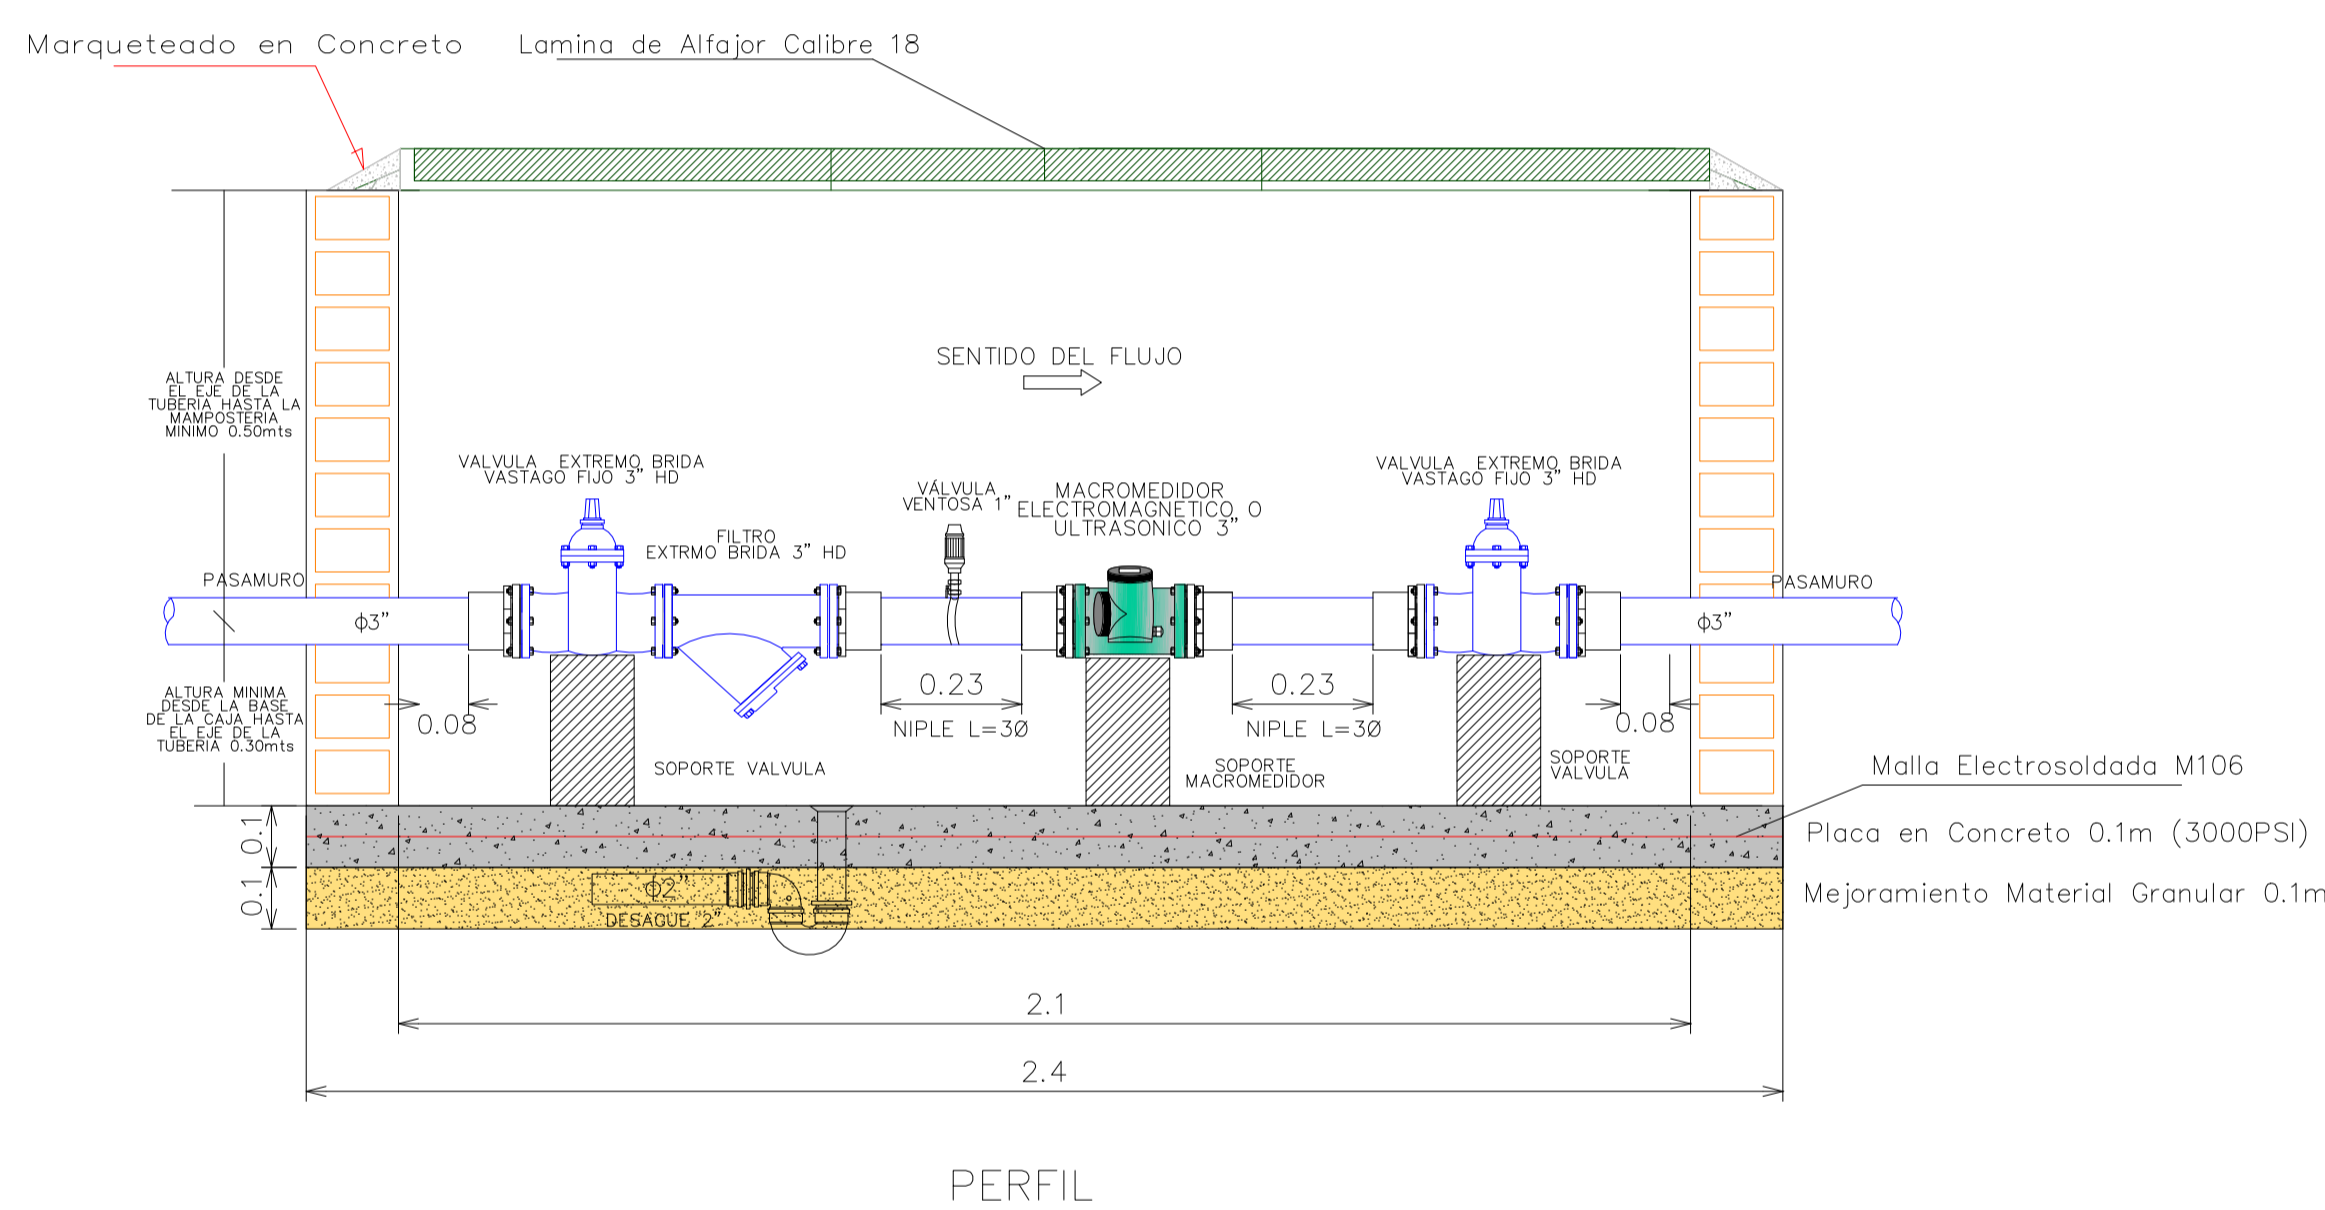 Marqueteado en Concreto
Lamina de Alfajor Calibre 18
SENTIDO DEL FLUJO
ALTURA DESDE
EL EJE DE LA
TUBERIA HASTA LA
MAMPOSTERIA
MINIMO 0.50mts
VALVULA EXTREMO BRIDA
VASTAGO FIJO 3" HD
VÁLVULA
VENTOSA 1"
MACROMEDIDOR
ELECTROMAGNETICO O
ULTRASONICO 3"
VALVULA EXTREMO BRIDA
VASTAGO FIJO 3" HD
FILTRO
EXTRMO BRIDA 3" HD
PASAMURO
PASAMURO
ϕ3"
ϕ3"
ALTURA MINIMA
DESDE LA BASE
DE LA CAJA HASTA
EL EJE DE LA
TUBERIA 0.30mts
0.08
0.23
NIPLE L=3Ø
0.23
NIPLE L=3Ø
0.08
SOPORTE VALVULA
SOPORTE
MACROMEDIDOR
SOPORTE
VALVULA
Malla Electrosoldada M106
0.1
Placa en Concreto 0.1m (3000PSI)
0.1
ϕ2"
DESAGUE 2"
Mejoramiento Material Granular 0.1m
2.1
2.4
PERFIL